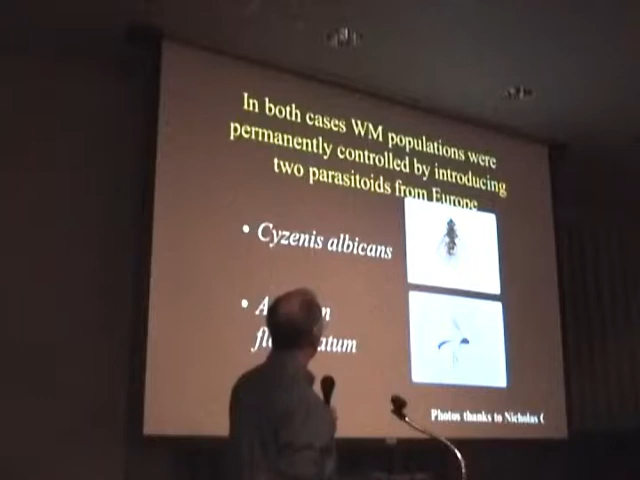 In both cases WM populations were
permanently controlled by introducing
two parasitoids from Europe
• Cyzenis albicans
•
Photos thanks to Nicholas